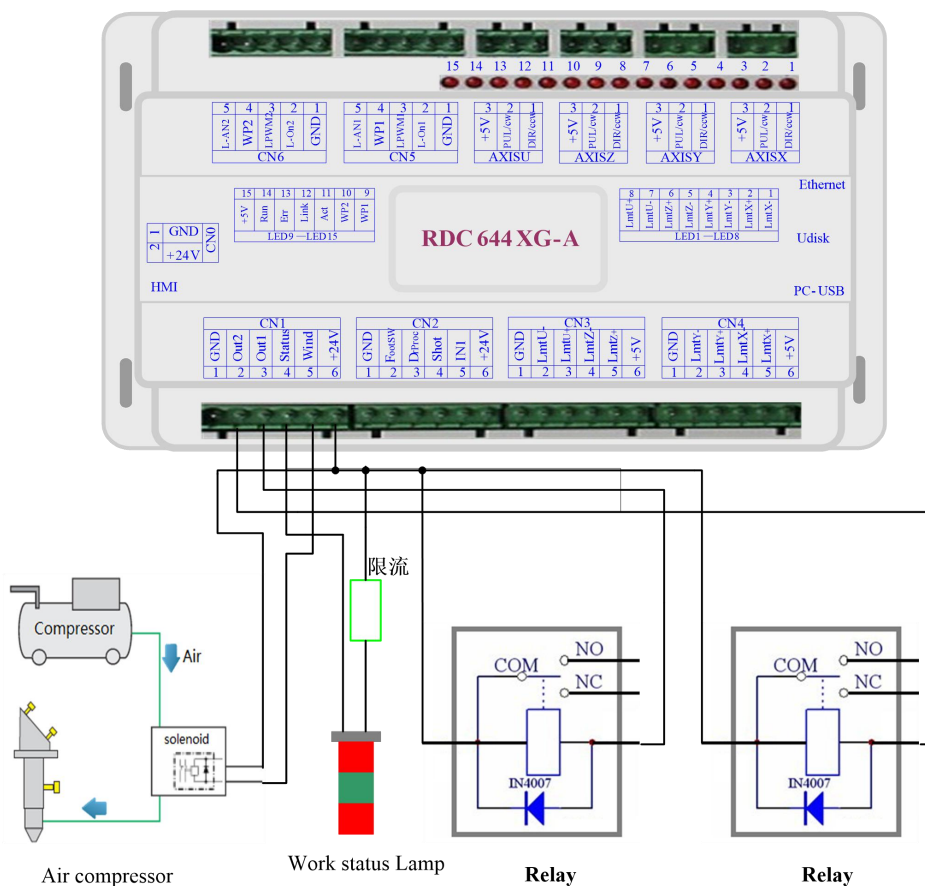 15 14 13 12 11 10 9 8 7 6 5 4 3 2 1
5 4 3 2 1
L-AN2 WP2 LPWM2 L-On2 GND
CN6
5 4 3 2 1
L-AN1 WP1 LPWM1 L-On1 GND
CN5
3 2 1
+5V PUL/cw DIR/ccw
AXISU
3 2 1
+5V PUL/cw DIR/ccw
AXISZ
3 2 1
+5V PUL/cw DIR/ccw
AXISY
3 2 1
+5V PUL/cw DIR/ccw
AXISX
Ethernet
15 14 13 12 11 10 9
+5V Run Err Link Act WP2 WP1
LED9—LED15
RDC 644 XG-A
8 7 6 5 4 3 2 1
LmtU+ LmtU- LmtZ+ LmtZ- LmtY+ LmtY- LmtX+ LmtX-
LED1—LED8
Udisk
1 GND
2 +24V
CN0
HMI
PC-USB
CN1
GND Out2 Out1 Status Wind +24V
1 2 3 4 5 6
CN2
GND FootSW DrProc Shot IN1 +24V
1 2 3 4 5 6
CN3
GND LmtU- LmtU+ LmtZ- LmtZ+ +5V
1 2 3 4 5 6
CN4
GND LmtY- LmtY+ LmtX- LmtX+ +5V
1 2 3 4 5 6
限流
Compressor
Air
solenoid
COM
NO
NC
IN4007
COM
NO
NC
IN4007
Air compressor
Work status Lamp
Relay
Relay